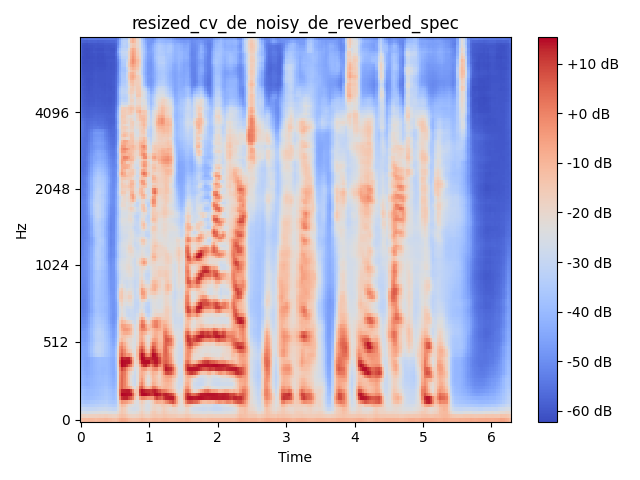 resized_cv_de_noisy_de_reverbed_spec
Hz
4096
2048
1024
512
0
0 1 2 3 4 5 6
Time
+10 dB
+0 dB
-10 dB
-20 dB
-30 dB
-40 dB
-50 dB
-60 dB